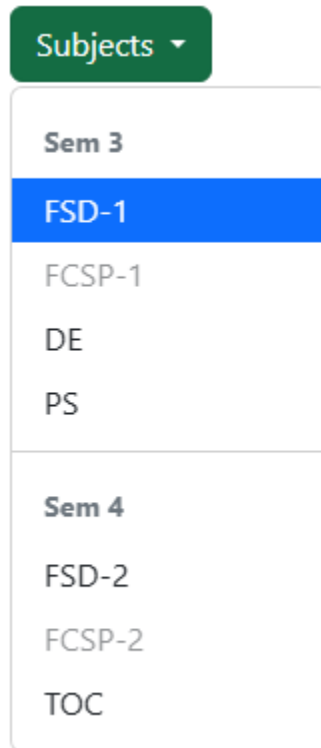 Subjects
Sem 3
FSD-1
FCSP-1
DE
PS
Sem 4
FSD-2
FCSP-2
TOC